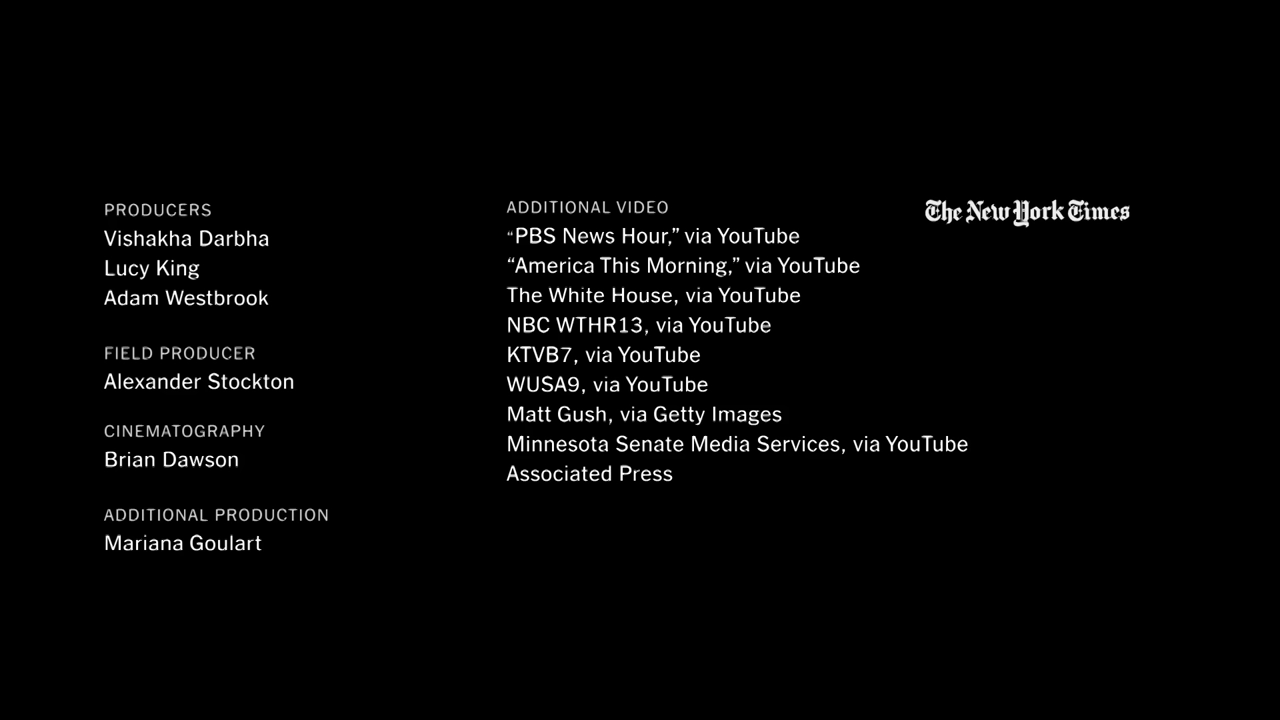 PRODUCERS
Vishakha Darbha
Lucy King
Adam Westbrook
FIELD PRODUCER
Alexander Stockton
CINEMATOGRAPHY
Brian Dawson
ADDITIONAL PRODUCTION
Mariana Goulart
ADDITIONAL VIDEO
“PBS News Hour,” via YouTube
“America This Morning,” via YouTube
The White House, via YouTube
NBC WTHR13, via YouTube
KTVB7, via YouTube
WUSA9, via YouTube
Matt Gush, via Getty Images
Minnesota Senate Media Services, via YouTube
Associated Press
The New York Times